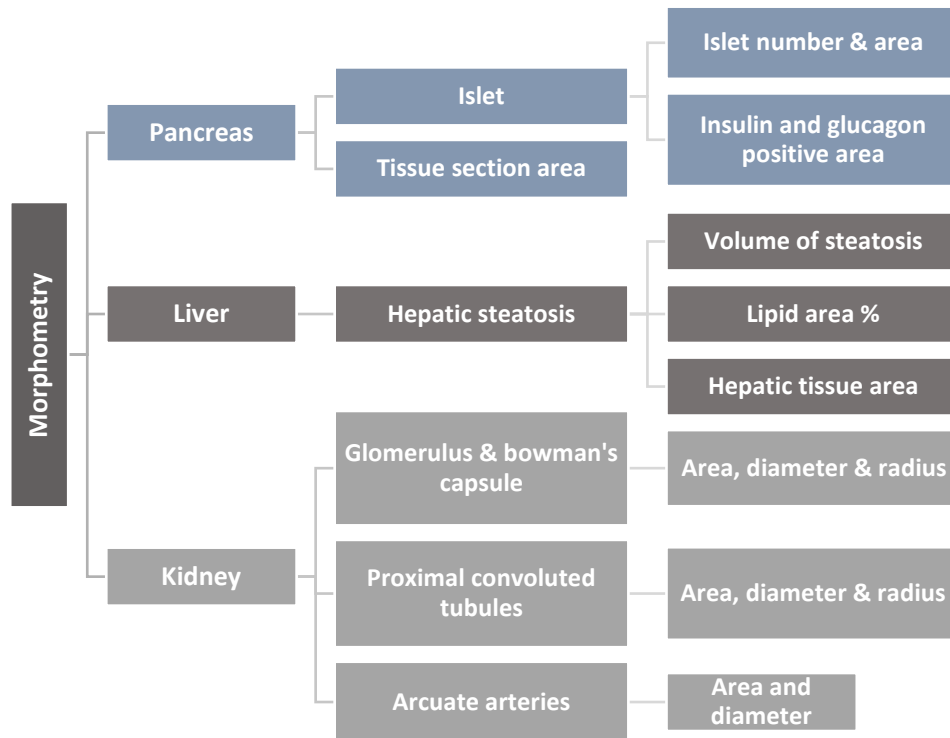 Morphometry
Pancreas
Islet
Islet number & area
Insulin and glucagon
positive area
Tissue section area
Liver
Hepatic steatosis
Volume of steatosis
Lipid area %
Hepatic tissue area
Kidney
Glomerulus & bowman's
capsule
Area, diameter & radius
Proximal convoluted
tubules
Area, diameter & radius
Arcuate arteries
Area and
diameter